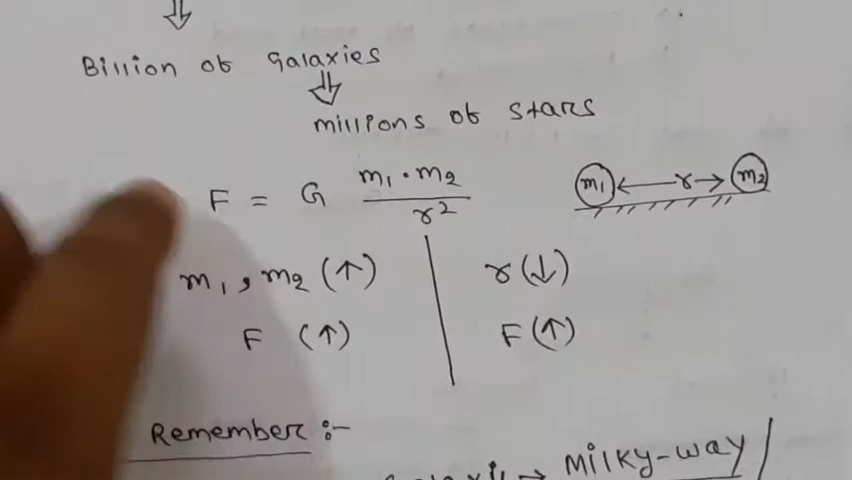 ⇓
Billion of galaxies
⇓
millions of stars
F = G m₁ · m₂ / r²
m₁ ← r → m₂
m₁, m₂ (↑) | r (↓)
F (↑) | F (↑)
Remember :-
→ Milky-way /